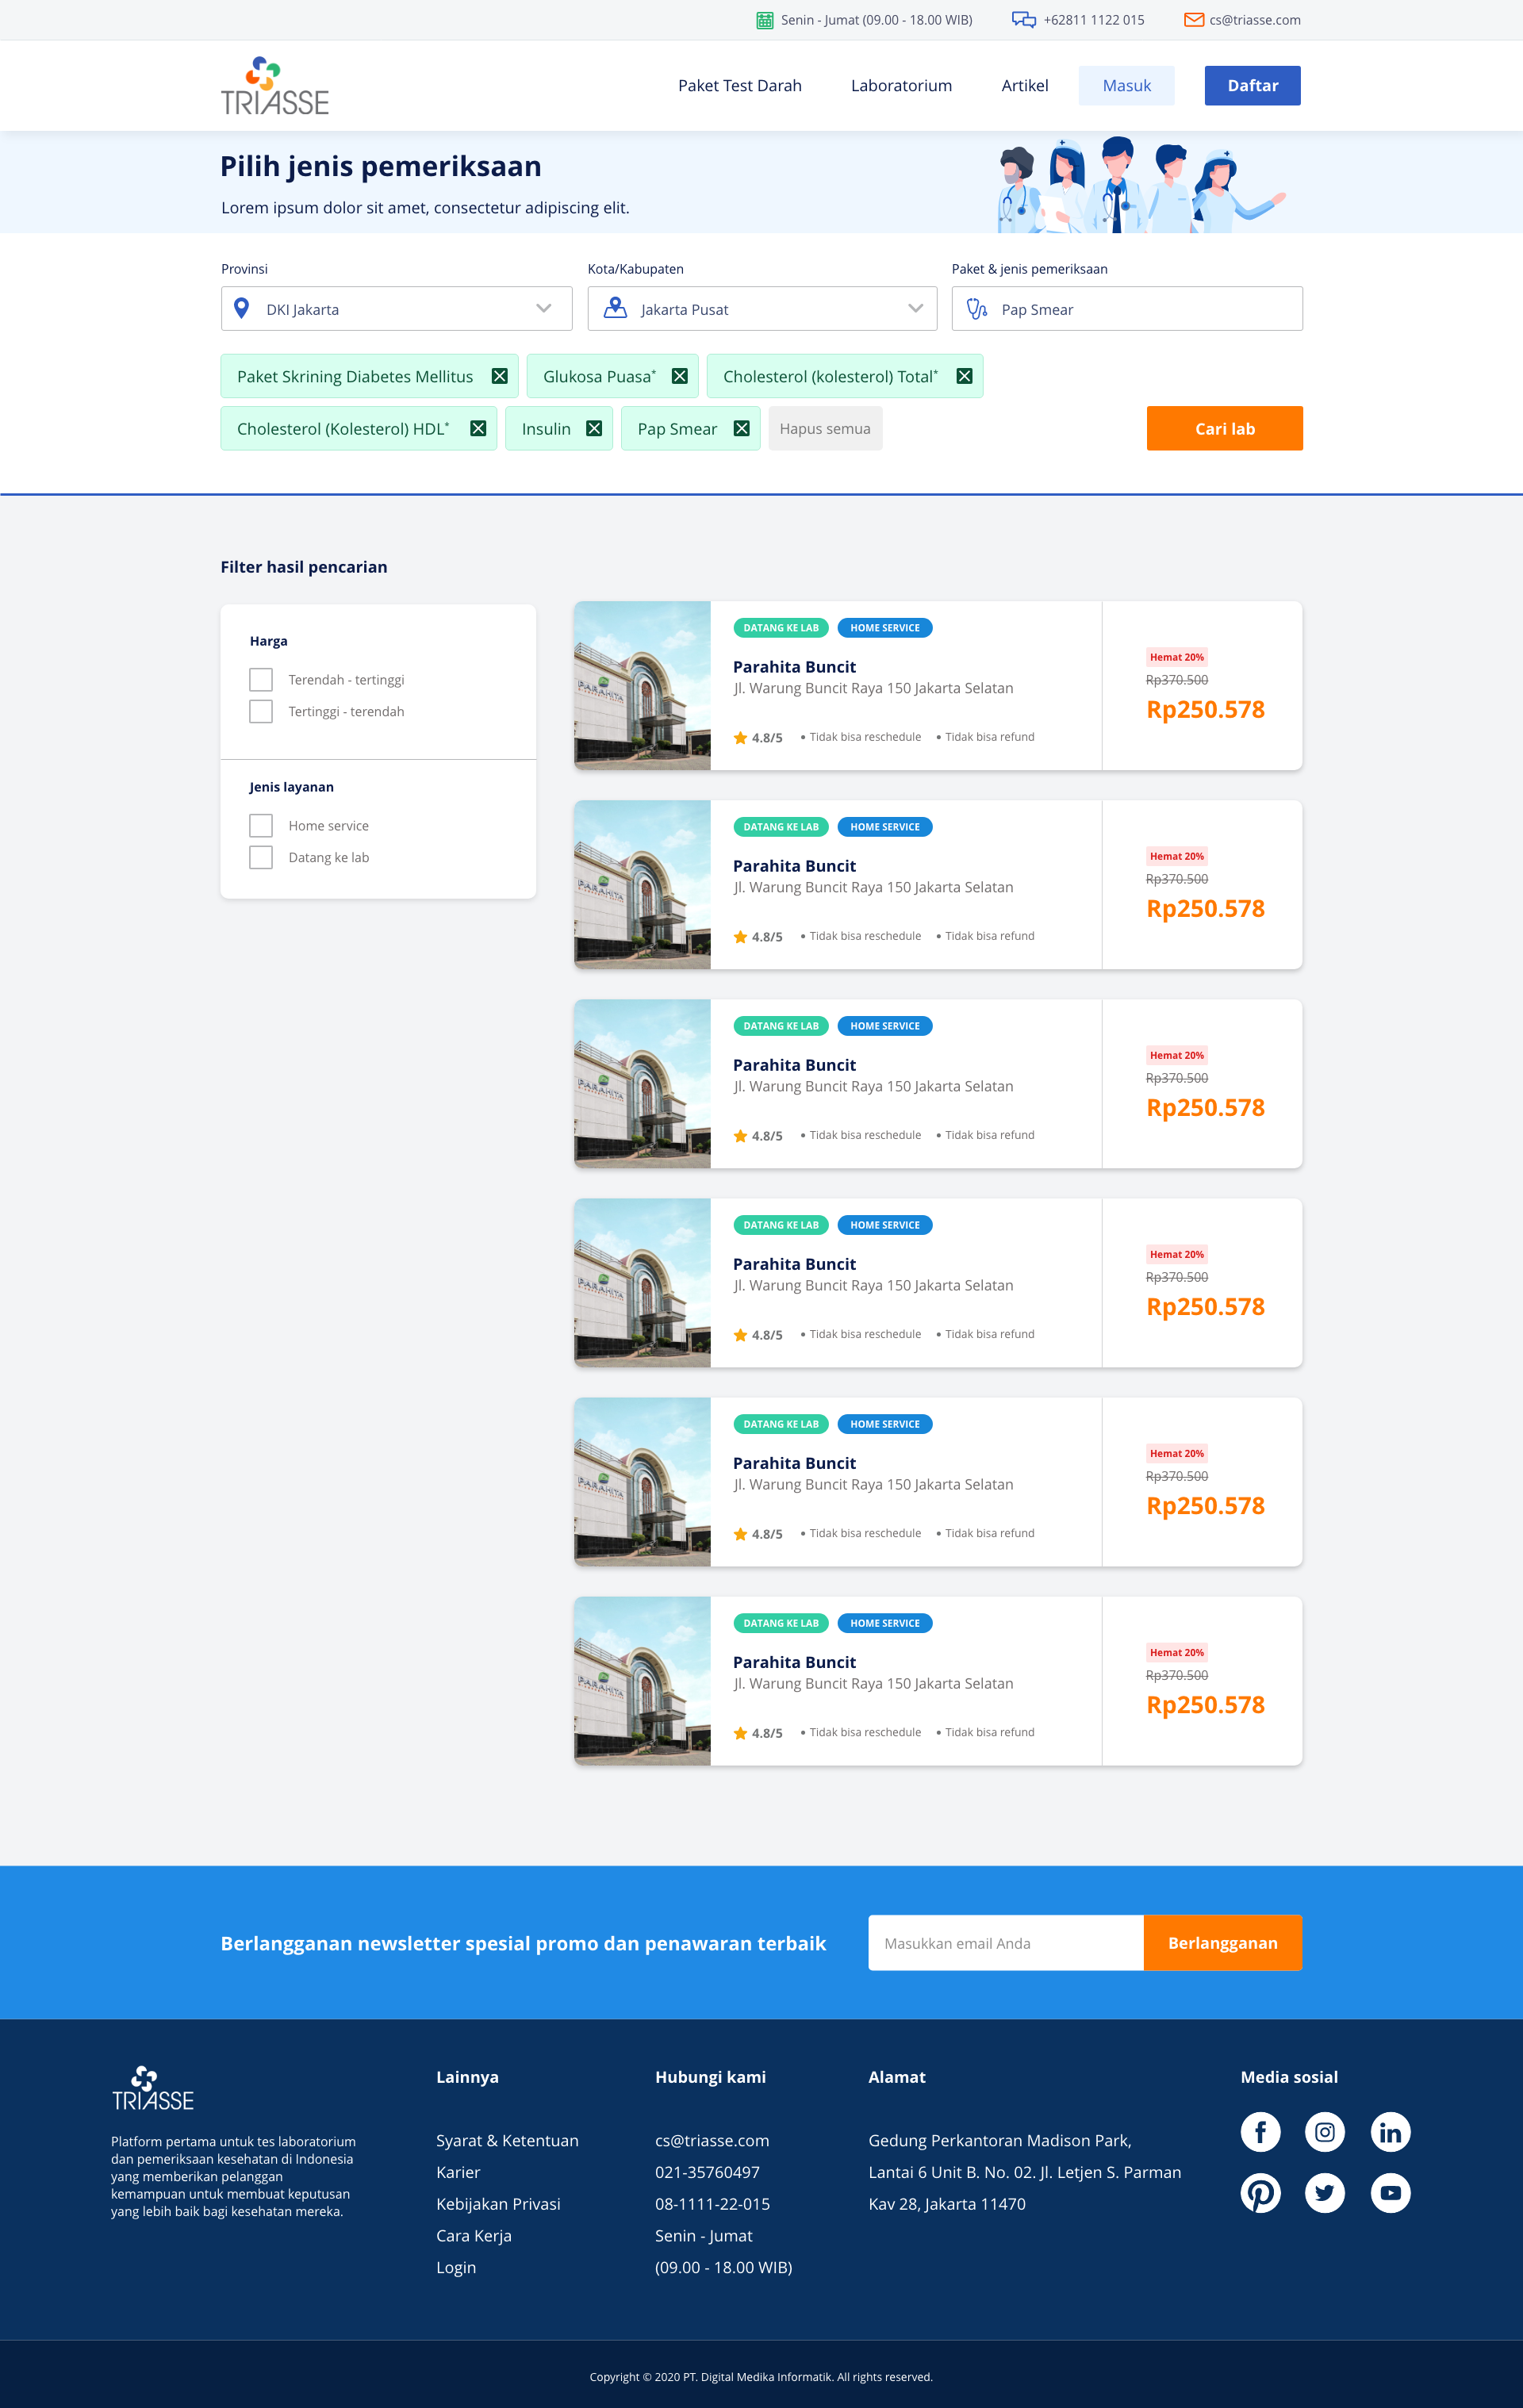 Senin - Jumat (09.00 - 18.00 WIB)
+62811 1122 015
cs@triasse.com
TRIASSE
Paket Test Darah
Laboratorium
Artikel
Masuk
Daftar
Pilih jenis pemeriksaan
Lorem ipsum dolor sit amet, consectetur adipiscing elit.
Provinsi
DKI Jakarta
Kota/Kabupaten
Jakarta Pusat
Paket & jenis pemeriksaan
Pap Smear
Paket Skrining Diabetes Mellitus
Glukosa Puasa*
Cholesterol (kolesterol) Total*
Cholesterol (Kolesterol) HDL*
Insulin
Pap Smear
Hapus semua
Cari lab
Filter hasil pencarian
Harga
Terendah - tertinggi
Tertinggi - terendah
Jenis layanan
Home service
Datang ke lab
PARAHITA
DATANG KE LAB
HOME SERVICE
Parahita Buncit
Jl. Warung Buncit Raya 150 Jakarta Selatan
4.8/5
• Tidak bisa reschedule
• Tidak bisa refund
Hemat 20%
Rp370.500
Rp250.578
PARAHITA
DATANG KE LAB
HOME SERVICE
Parahita Buncit
Jl. Warung Buncit Raya 150 Jakarta Selatan
4.8/5
• Tidak bisa reschedule
• Tidak bisa refund
Hemat 20%
Rp370.500
Rp250.578
PARAHITA
DATANG KE LAB
HOME SERVICE
Parahita Buncit
Jl. Warung Buncit Raya 150 Jakarta Selatan
4.8/5
• Tidak bisa reschedule
• Tidak bisa refund
Hemat 20%
Rp370.500
Rp250.578
PARAHITA
DATANG KE LAB
HOME SERVICE
Parahita Buncit
Jl. Warung Buncit Raya 150 Jakarta Selatan
4.8/5
• Tidak bisa reschedule
• Tidak bisa refund
Hemat 20%
Rp370.500
Rp250.578
PARAHITA
DATANG KE LAB
HOME SERVICE
Parahita Buncit
Jl. Warung Buncit Raya 150 Jakarta Selatan
4.8/5
• Tidak bisa reschedule
• Tidak bisa refund
Hemat 20%
Rp370.500
Rp250.578
PARAHITA
DATANG KE LAB
HOME SERVICE
Parahita Buncit
Jl. Warung Buncit Raya 150 Jakarta Selatan
4.8/5
• Tidak bisa reschedule
• Tidak bisa refund
Hemat 20%
Rp370.500
Rp250.578
Berlangganan newsletter spesial promo dan penawaran terbaik
Masukkan email Anda
Berlangganan
TRIASSE
Platform pertama untuk tes laboratorium
dan pemeriksaan kesehatan di Indonesia
yang memberikan pelanggan
kemampuan untuk membuat keputusan
yang lebih baik bagi kesehatan mereka.
Lainnya
Syarat & Ketentuan
Karier
Kebijakan Privasi
Cara Kerja
Login
Hubungi kami
cs@triasse.com
021-35760497
08-1111-22-015
Senin - Jumat
(09.00 - 18.00 WIB)
Alamat
Gedung Perkantoran Madison Park,
Lantai 6 Unit B. No. 02. Jl. Letjen S. Parman
Kav 28, Jakarta 11470
Media sosial
Copyright © 2020 PT. Digital Medika Informatik. All rights reserved.